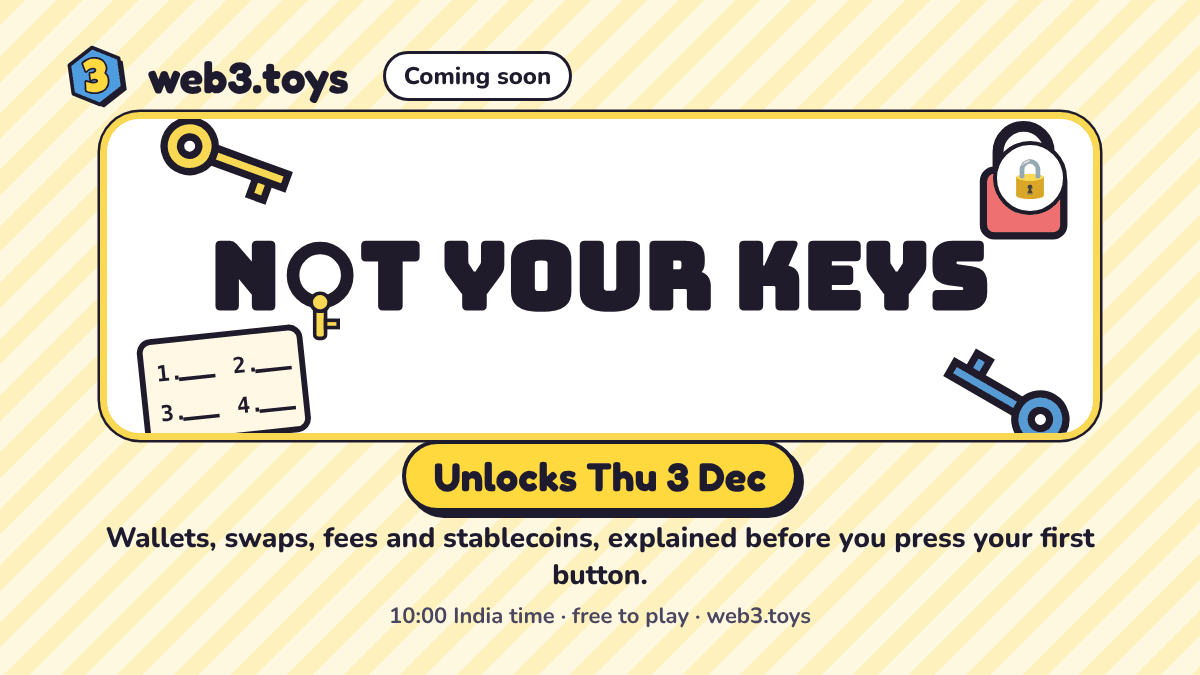 3 web3.toys Coming soon
NOT YOUR KEYS
1. 2.
3. 4.
Unlocks Thu 3 Dec
Wallets, swaps, fees and stablecoins, explained before you press your first
button.
10:00 India time · free to play · web3.toys